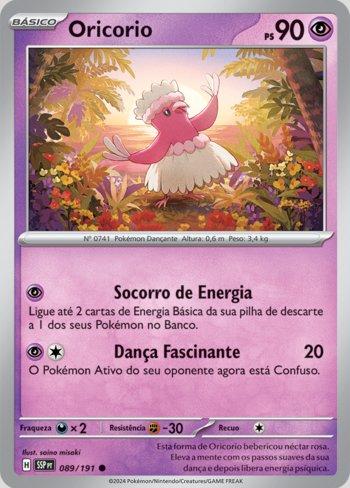 BÁSICO
Oricorio
PS 90
Nº 0741 Pokémon Dançante Altura: 0,6 m Peso: 3,4 kg
Socorro de Energia
Ligue até 2 cartas de Energia Básica da sua pilha de descarte
a 1 dos seus Pokémon no Banco.
Dança Fascinante 20
O Pokémon Ativo do seu oponente agora está Confuso.
Fraqueza ×2 Resistência -30 Recuo
Ilust. saino misaki
H SSP PT 089/191
Esta forma de Oricorio bebericou néctar roxo.
Eleva a mente com os passos suaves da sua
dança e depois libera energia psíquica.
©2024 Pokémon/Nintendo/Creatures/GAME FREAK